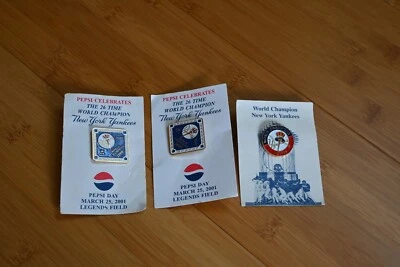 PEPSI CELEBRATES
THE 26 TIME
WORLD CHAMPION
New York Yankees
PEPSI DAY
MARCH 25, 2001
LEGENDS FIELD
PEPSI CELEBRATES
THE 26 TIME
WORLD CHAMPION
New York Yankees
PEPSI DAY
MARCH 25, 2001
LEGENDS FIELD
World Champion
New York Yankees